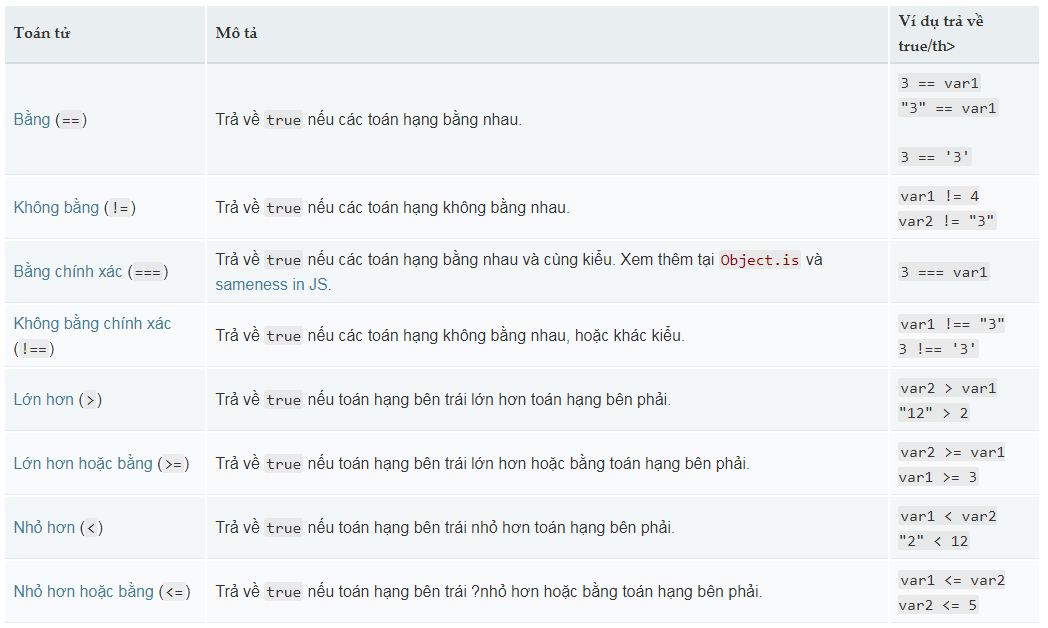 Toán tử Mô tả Ví dụ trả về
true/th>
Bằng (==) Trả về true nếu các toán hạng bằng nhau. 3 == var1
"3" == var1
3 == '3'
Không bằng (!=) Trả về true nếu các toán hạng không bằng nhau. var1 != 4
var2 != "3"
Bằng chính xác (===) Trả về true nếu các toán hạng bằng nhau và cùng kiểu. Xem thêm tại Object.is và
sameness in JS. 3 === var1
Không bằng chính xác
(!==) Trả về true nếu các toán hạng không bằng nhau, hoặc khác kiểu. var1 !== "3"
3 !== '3'
Lớn hơn (>) Trả về true nếu toán hạng bên trái lớn hơn toán hạng bên phải. var2 > var1
"12" > 2
Lớn hơn hoặc bằng (>=) Trả về true nếu toán hạng bên trái lớn hơn hoặc bằng toán hạng bên phải. var2 >= var1
var1 >= 3
Nhỏ hơn (<) Trả về true nếu toán hạng bên trái nhỏ hơn toán hạng bên phải. var1 < var2
"2" < 12
Nhỏ hơn hoặc bằng (<=) Trả về true nếu toán hạng bên trái ?nhỏ hơn hoặc bằng toán hạng bên phải. var1 <= var2
var2 <= 5